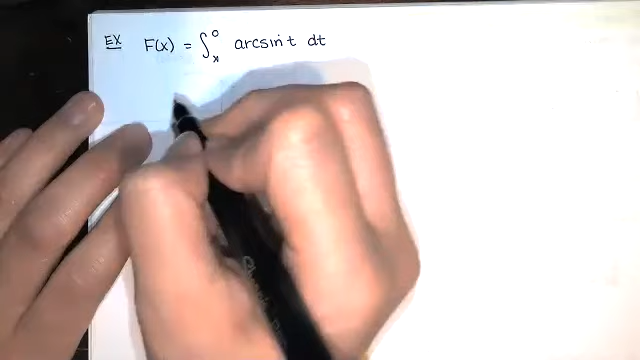 EX F(x) = ∫ₓ⁰ arcsin t dt